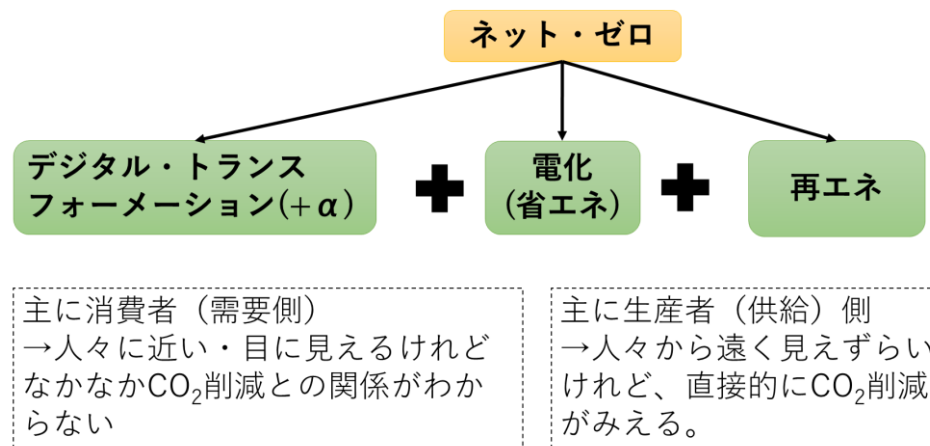 ネット・ゼロ
デジタル・トランス
フォーメーション(+α)
電化
(省エネ)
再エネ
主に消費者（需要側）
→人々に近い・目に見えるけれど
なかなかCO₂削減との関係がわか
らない
主に生産者（供給）側
→人々から遠く見えずらい
けれど、直接的にCO₂削減
がみえる。